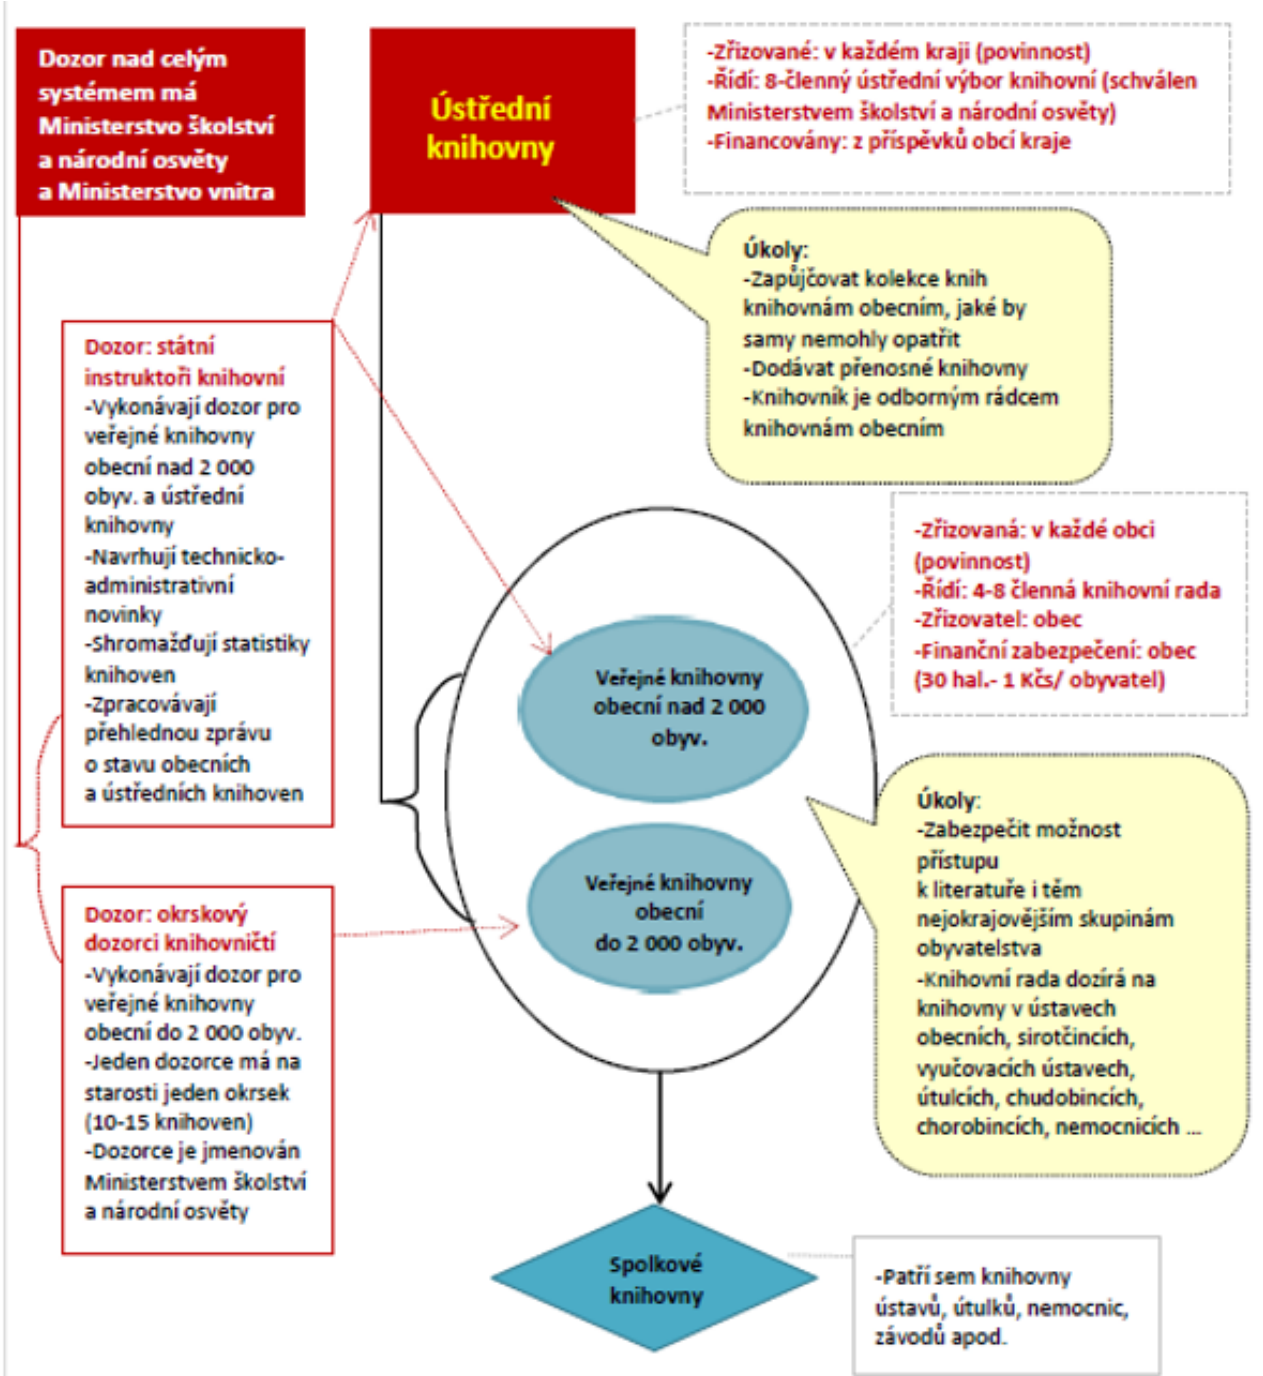 Dozor nad celým
systémem má
Ministerstvo školství
a národní osvěty
a Ministerstvo vnitra
Ústřední
knihovny
-Zřizované: v každém kraji (povinnost)
-Řídí: 8-členný ústřední výbor knihovní (schválen
Ministerstvem školství a národní osvěty)
-Financovány: z příspěvků obcí kraje
Úkoly:
-Zapůjčovat kolekce knih
knihovnám obecním, jaké by
samy nemohly opatřit
-Dodávat přenosné knihovny
-Knihovník je odborným rádcem
knihovnám obecním
Dozor: státní
instruktoři knihovní
-Vykonávají dozor pro
veřejné knihovny
obecní nad 2 000
obyv. a ústřední
knihovny
-Navrhují technicko-
administrativní
novinky
-Shromažďují statistiky
knihoven
-Zpracovávají
přehlednou zprávu
o stavu obecních
a ústředních knihoven
-Zřizovaná: v každé obci
(povinnost)
-Řídí: 4-8 členná knihovní rada
-Zřizovatel: obec
-Finanční zabezpečení: obec
(30 hal.- 1 Kčs/ obyvatel)
Veřejné knihovny
obecní nad 2 000
obyv.
Veřejné knihovny
obecní
do 2 000 obyv.
Úkoly:
-Zabezpečit možnost
přístupu
k literatuře i těm
nejokrajovějším skupinám
obyvatelstva
-Knihovní rada dozírá na
knihovny v ústavech
obecních, sirotčincích,
vyučovacích ústavech,
útulcích, chudobincích,
chorobincích, nemocnicích ...
Dozor: okrskový
dozorci knihovničtí
-Vykonávají dozor pro
veřejné knihovny
obecní do 2 000 obyv.
-Jeden dozorce má na
starosti jeden okrsek
(10-15 knihoven)
-Dozorce je jmenován
Ministerstvem školství
a národní osvěty
Spolkové
knihovny
-Patří sem knihovny
ústavů, útulků, nemocnic,
závodů apod.